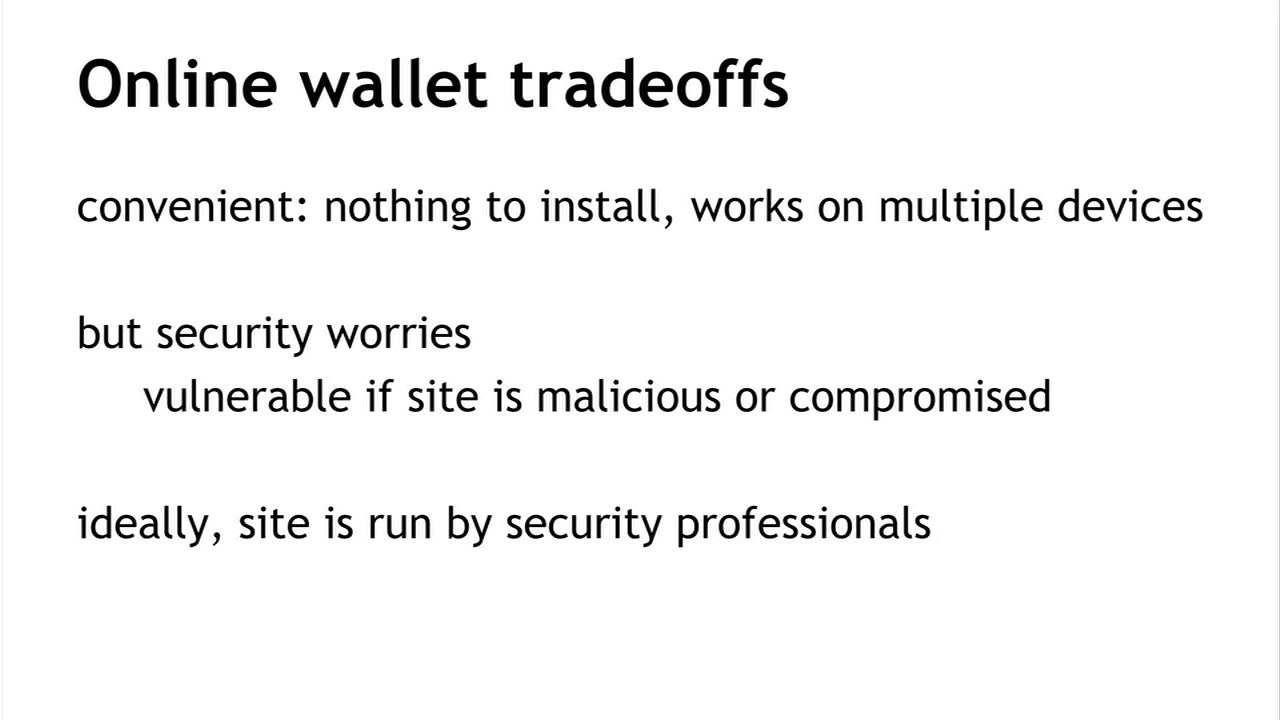 Online wallet tradeoffs
convenient: nothing to install, works on multiple devices
but security worries
vulnerable if site is malicious or compromised
ideally, site is run by security professionals